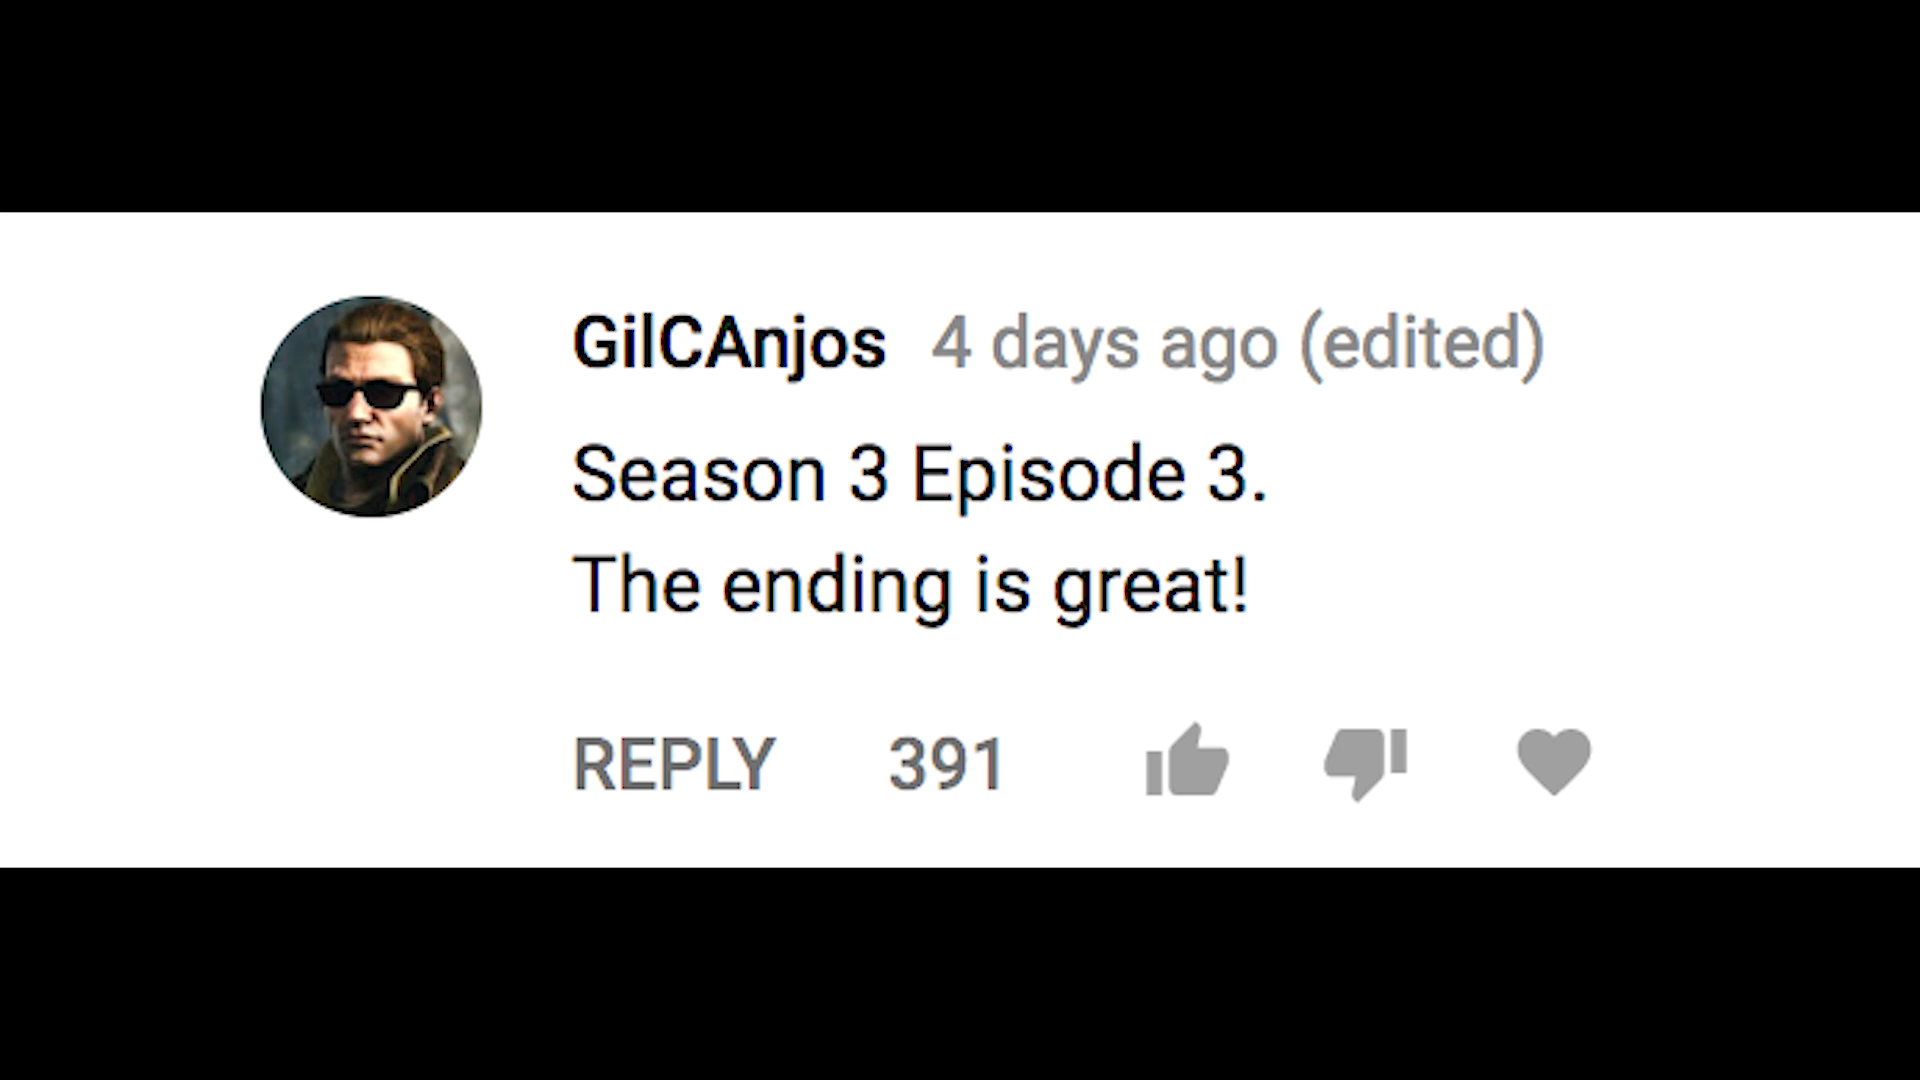 GilCAnjos 4 days ago (edited)
Season 3 Episode 3.
The ending is great!
REPLY 391